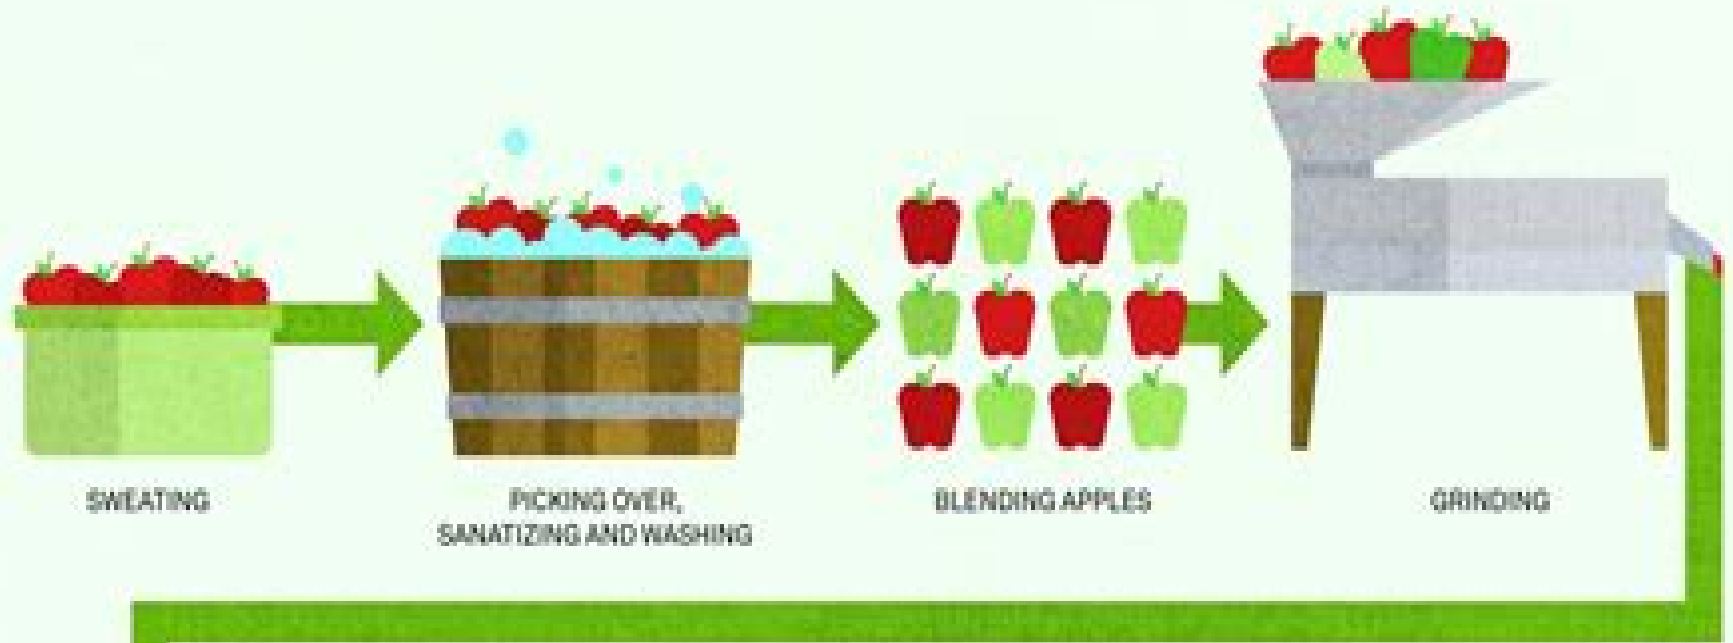 SWEATING
PICKING OVER,
SANATIZING AND WASHING
BLENDING APPLES
GRINDING